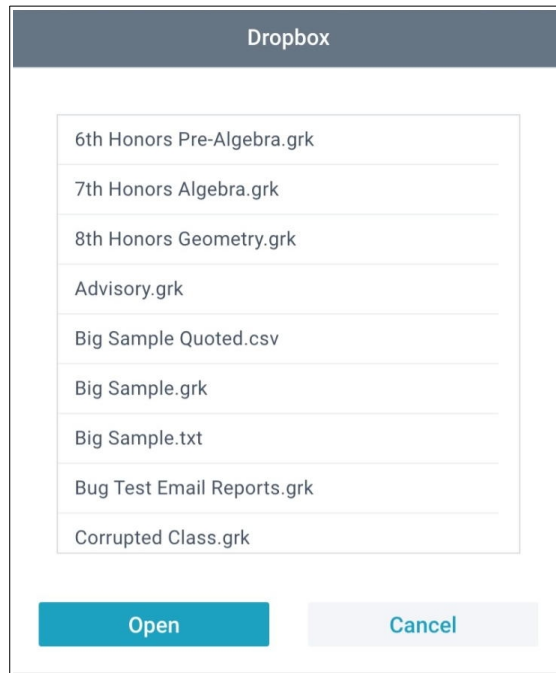 Dropbox
6th Honors Pre-Algebra.grk
7th Honors Algebra.grk
8th Honors Geometry.grk
Advisory.grk
Big Sample Quoted.csv
Big Sample.grk
Big Sample.txt
Bug Test Email Reports.grk
Corrupted Class.grk
Open
Cancel